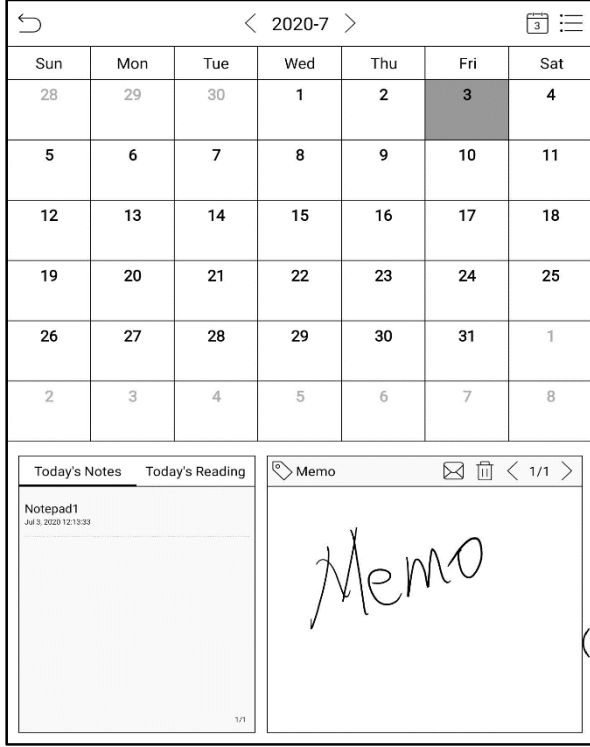 2020-7
3
Sun Mon Tue Wed Thu Fri Sat
28 29 30 1 2 3 4
5 6 7 8 9 10 11
12 13 14 15 16 17 18
19 20 21 22 23 24 25
26 27 28 29 30 31 1
2 3 4 5 6 7 8
Today's Notes Today's Reading
Notepad1
Jul 3, 2020 12:13:33
1/1
Memo 1/1
Memo